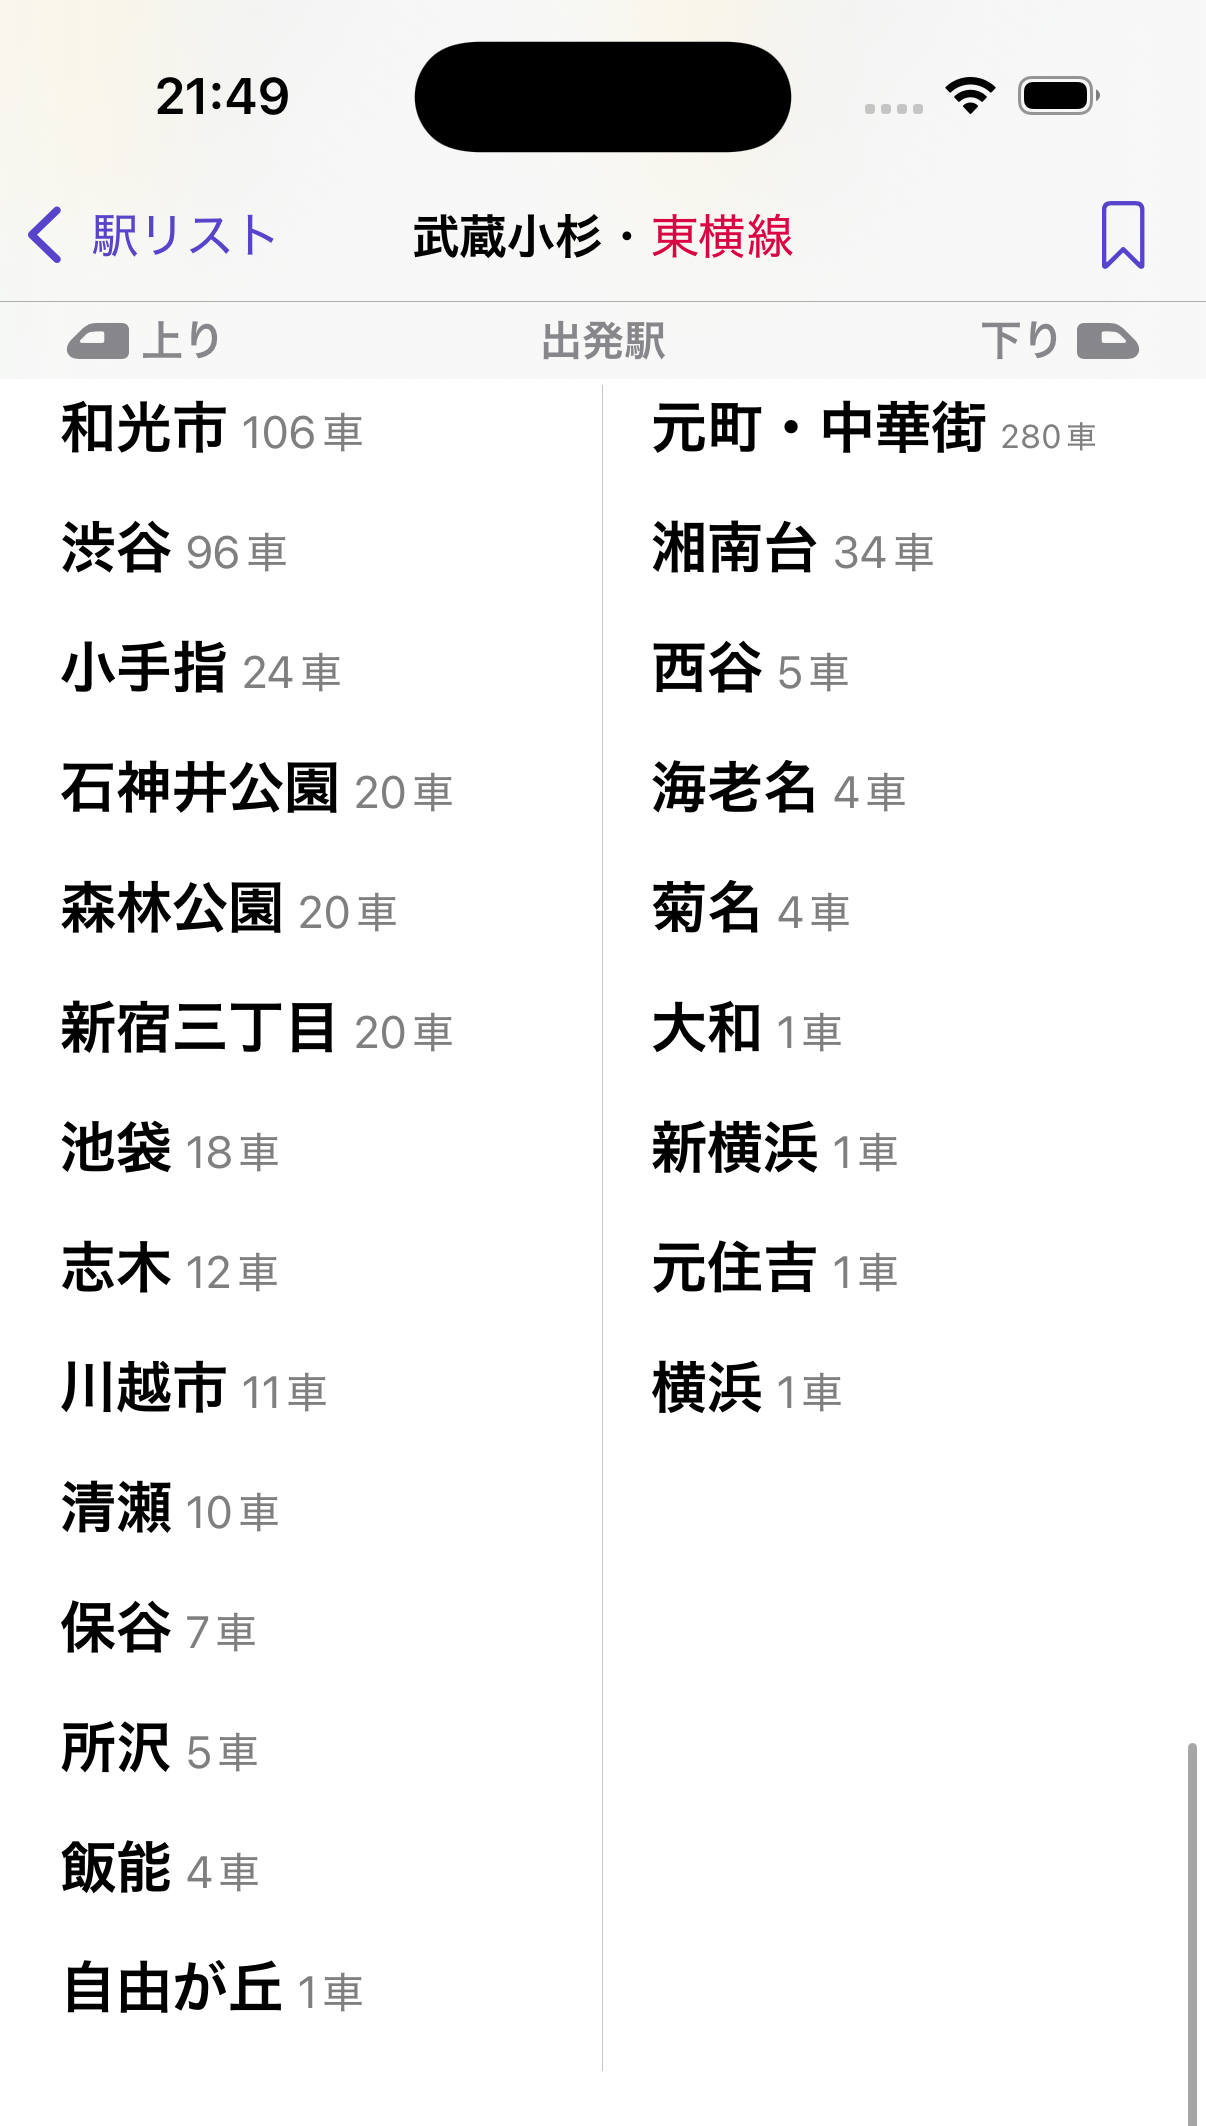 21:49
駅リスト
武蔵小杉・東横線
上り
出発駅
下り
和光市 106車
渋谷 96車
小手指 24車
石神井公園 20車
森林公園 20車
新宿三丁目 20車
池袋 18車
志木 12車
川越市 11車
清瀬 10車
保谷 7車
所沢 5車
飯能 4車
自由が丘 1車
元町・中華街 280車
湘南台 34車
西谷 5車
海老名 4車
菊名 4車
大和 1車
新横浜 1車
元住吉 1車
横浜 1車